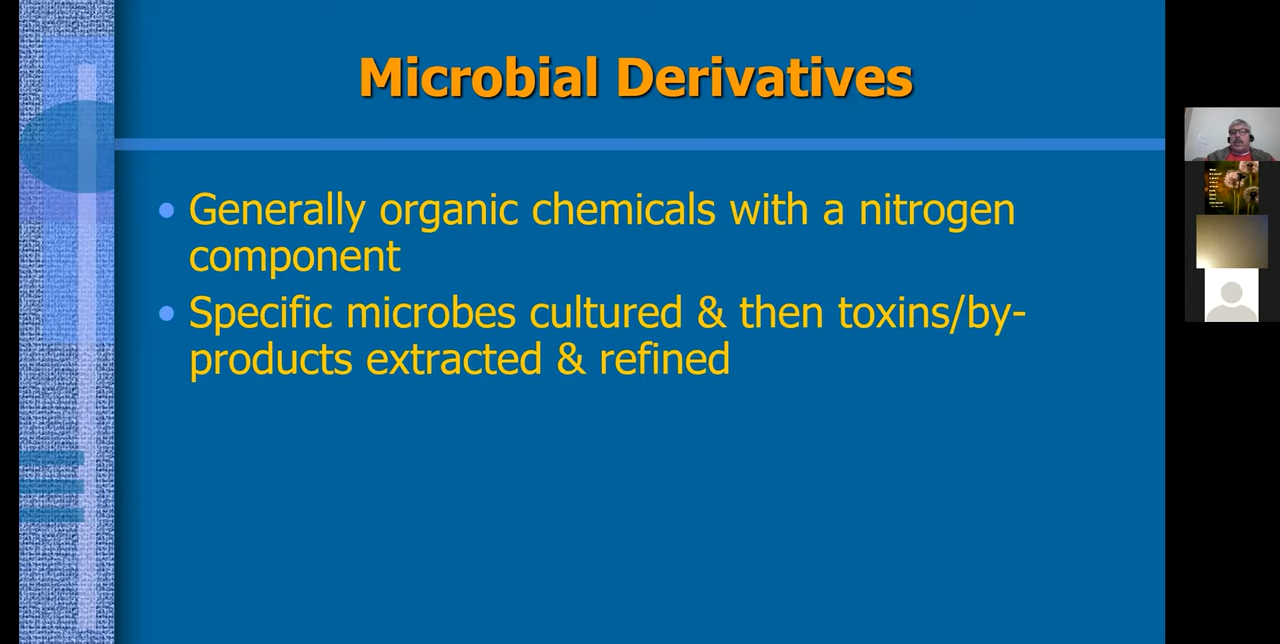 Microbial Derivatives
• Generally organic chemicals with a nitrogen
component
• Specific microbes cultured & then toxins/by-
products extracted & refined